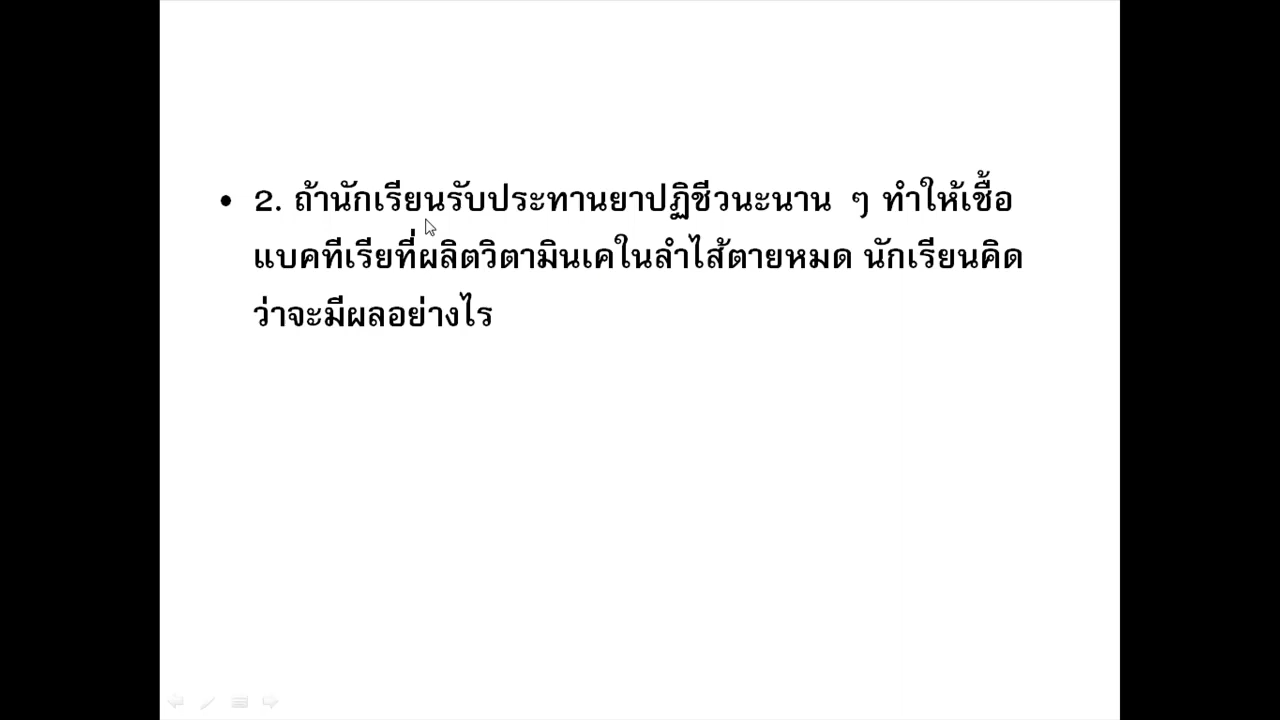 • 2. ถ้านักเรียนรับประทานยาปฏิชีวนะนาน ๆ ทำให้เชื้อ
แบคทีเรียที่ผลิตวิตามินเคในลำไส้ตายหมด นักเรียนคิด
ว่าจะมีผลอย่างไร